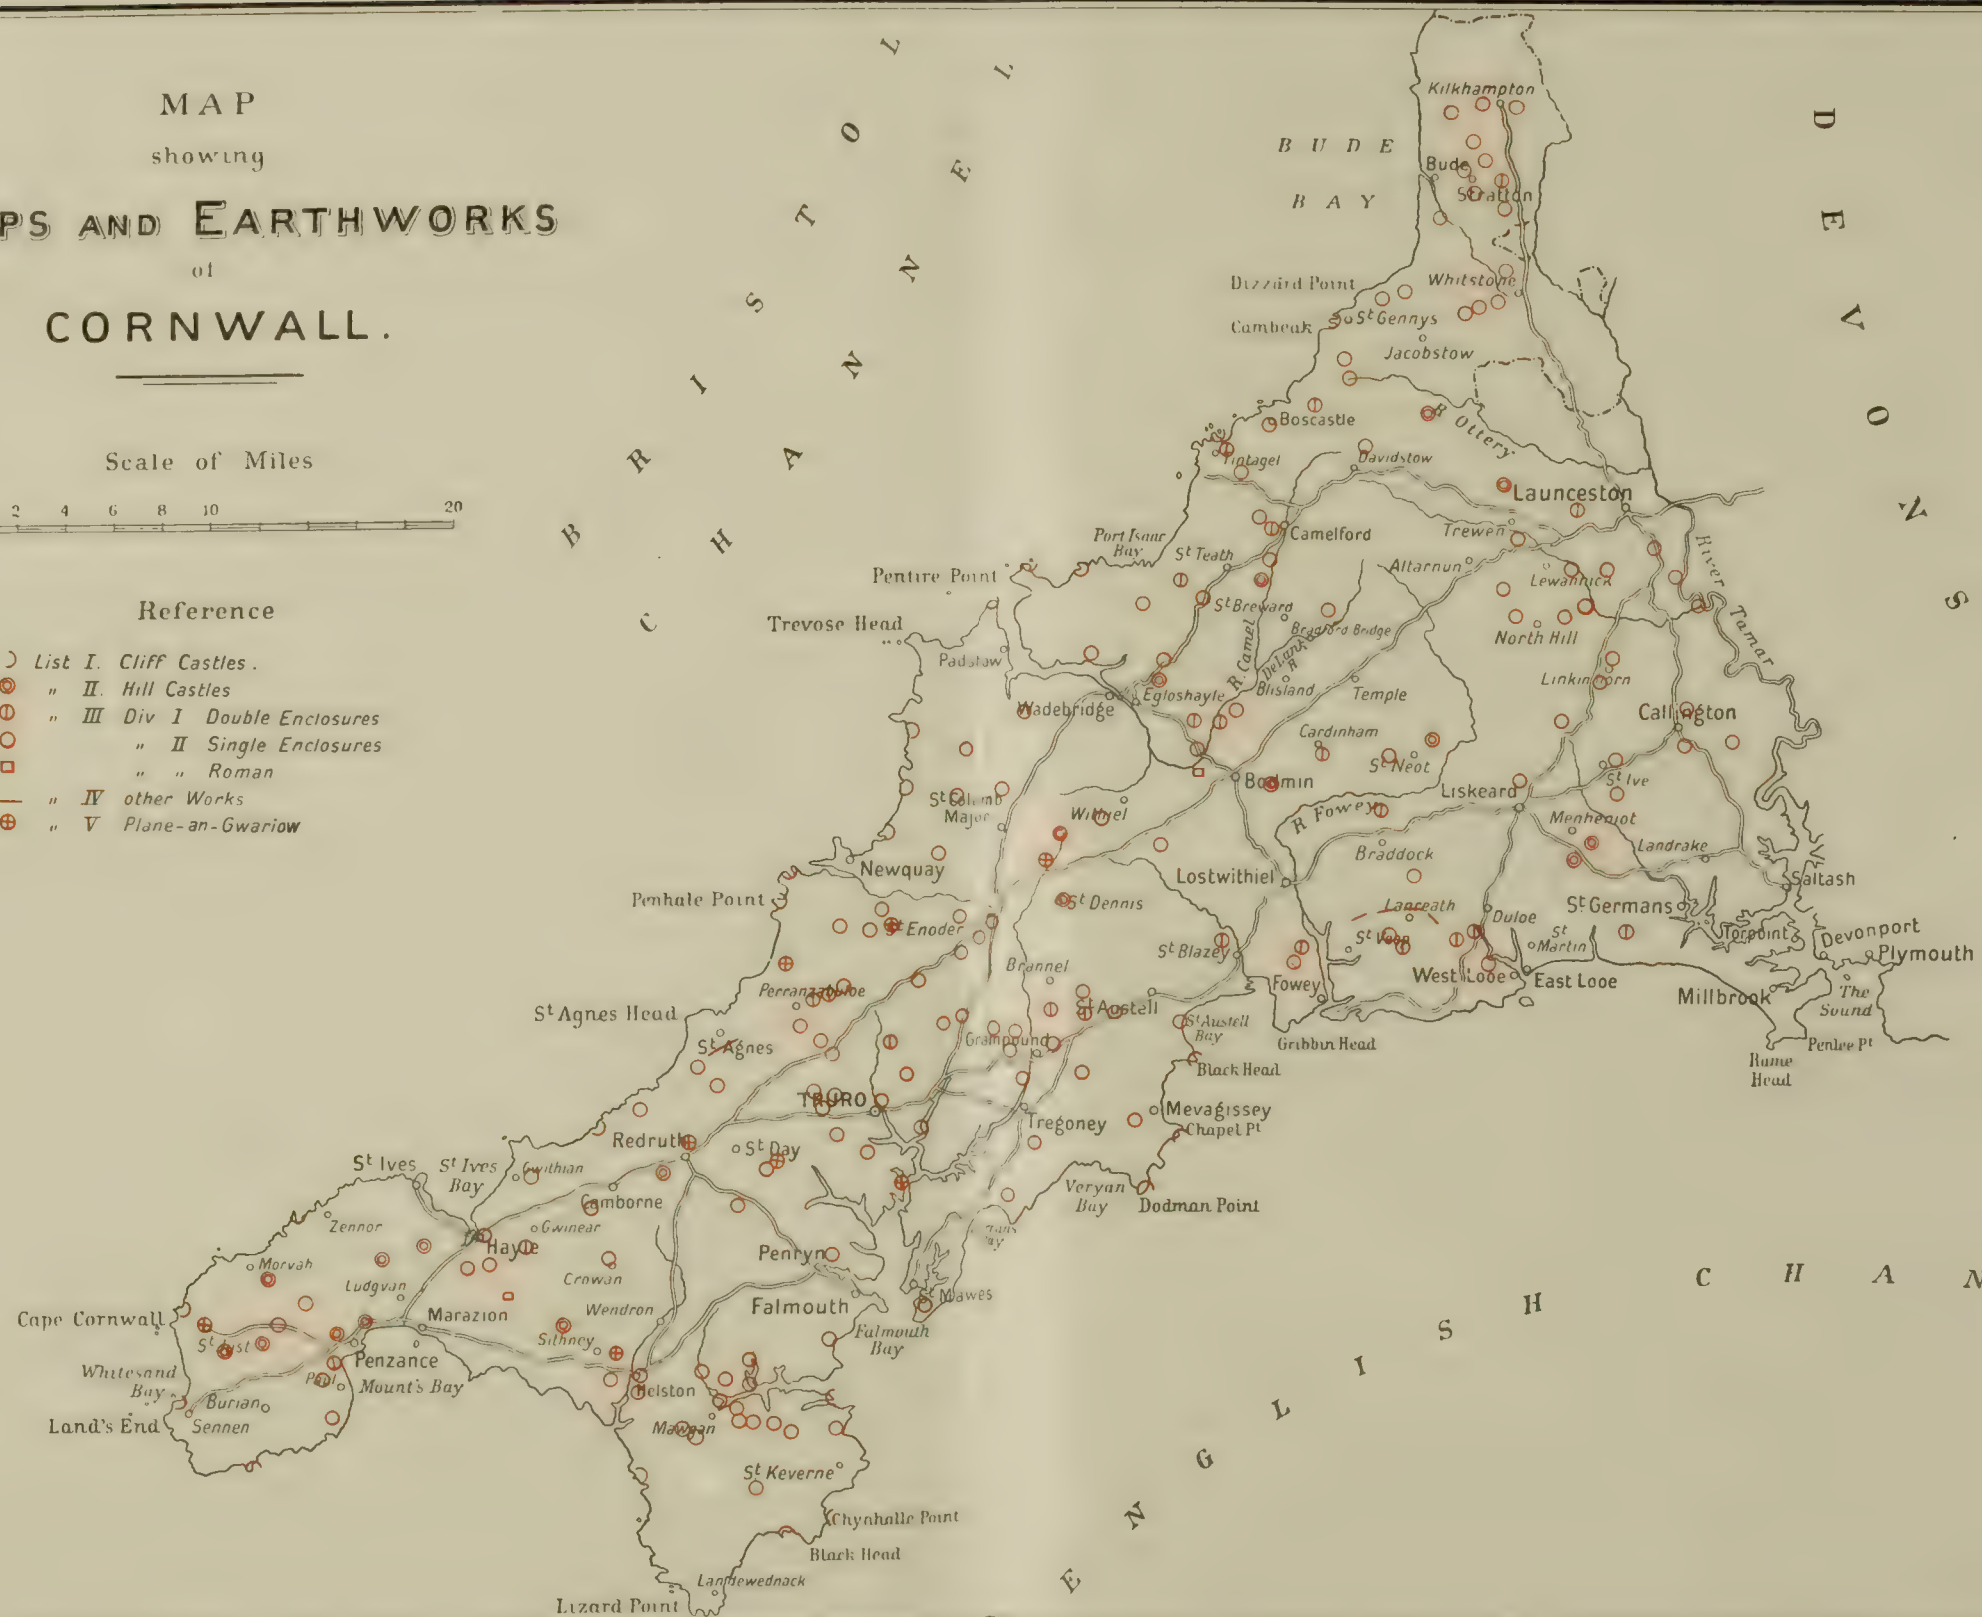 MAP
showing
PS AND EARTHWORKS
of
CORNWALL.
Scale of Miles
2 4 6 8 10 20
Reference
List I. Cliff Castles.
" II. Hill Castles
" III Div I Double Enclosures
" II Single Enclosures
" " Roman
" IV other Works
" V Plane-an-Gwariow
BRISTOL
CHANNEL
DEVONS
ENGLISH CHAN
BUDE
BAY
Kilkhampton
Bude
Stratton
Dizzard Point
Whitstone
Cambeak
St Gennys
Jacobstow
Boscastle
R Ottery
Tintagel
Davidstow
Launceston
Camelford
Trewen
Port Isaac
Bay
St Teath
Altarnun
Lewannick
River Tamar
Pentire Point
St Breward
Bradford Bridge
North Hill
Trevose Head
Padstow
R. Camel
De Lank
R
Linkinhorn
Egloshayle
Blisland
Temple
Wadebridge
Callington
Cardinham
St Neot
Bodmin
St Ive
St Columb
Major
Withiel
Liskeard
R Fowey
Menheniot
Newquay
Braddock
Landrake
Lostwithiel
Saltash
Penhale Point
St Dennis
Lanreath
Duloe
St Germans
St Enoder
St Veep
St
Martin
Torpoint
Devonport
Plymouth
St Blazey
Brannel
West Looe
East Looe
Perranzabuloe
Fowey
Millbrook
The
Sound
St Agnes Head
St Austell
St Austell
Bay
St Agnes
Grampound
Gribbin Head
Penlee Pt
Rame
Head
Black Head
TRURO
Tregoney
Mevagissey
Chapel Pt
Redruth
St Day
St Ives
St Ives
Bay
Gwithian
Veryan
Bay
Dodman Point
Camborne
Zennor
Gwinear
Hayle
Penryn
Morvah
Crowan
Ludgvan
St Mawes
Cape Cornwall
Marazion
Wendron
Falmouth
St Just
Sithney
Falmouth
Bay
Penzance
Whitesand
Bay
Paul
Mount's Bay
Helston
Burian
Land's End
Sennen
Mawgan
St Keverne
Chynhalle Point
Black Head
Landewednack
Lizard Point